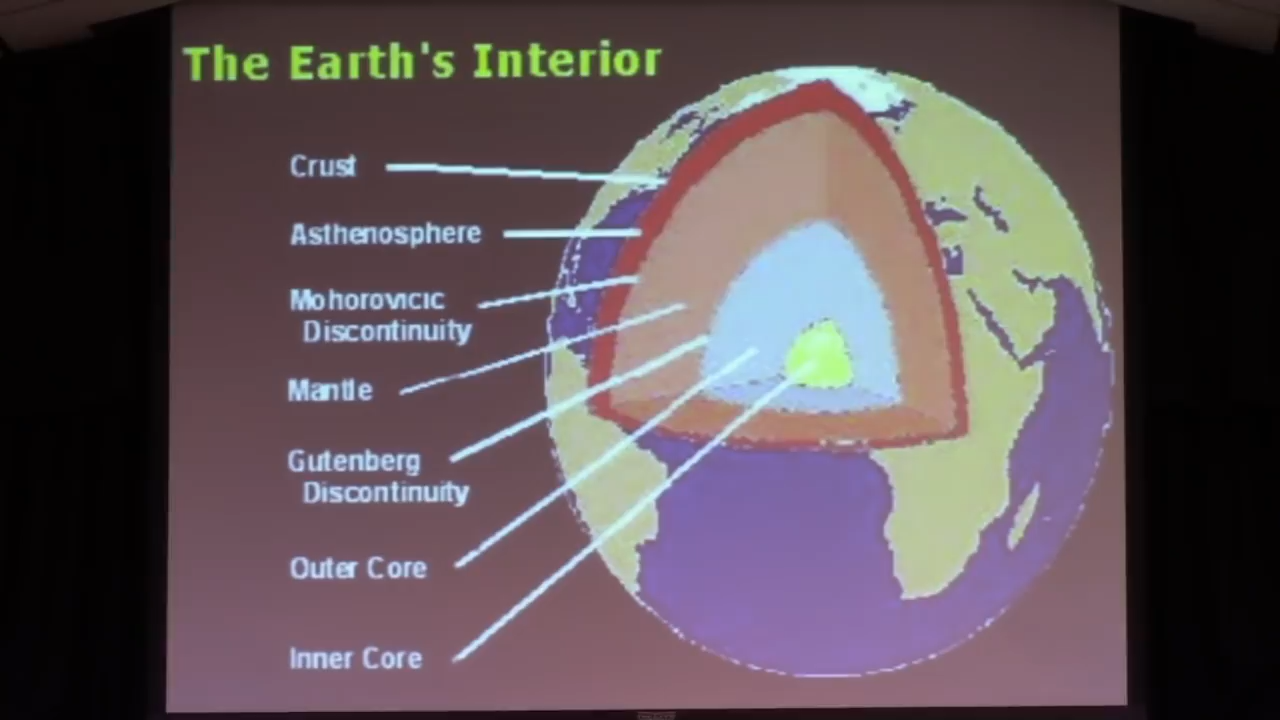 The Earth's Interior
Crust
Asthenosphere
Mohorovicic
Discontinuity
Mantle
Gutenberg
Discontinuity
Outer Core
Inner Core